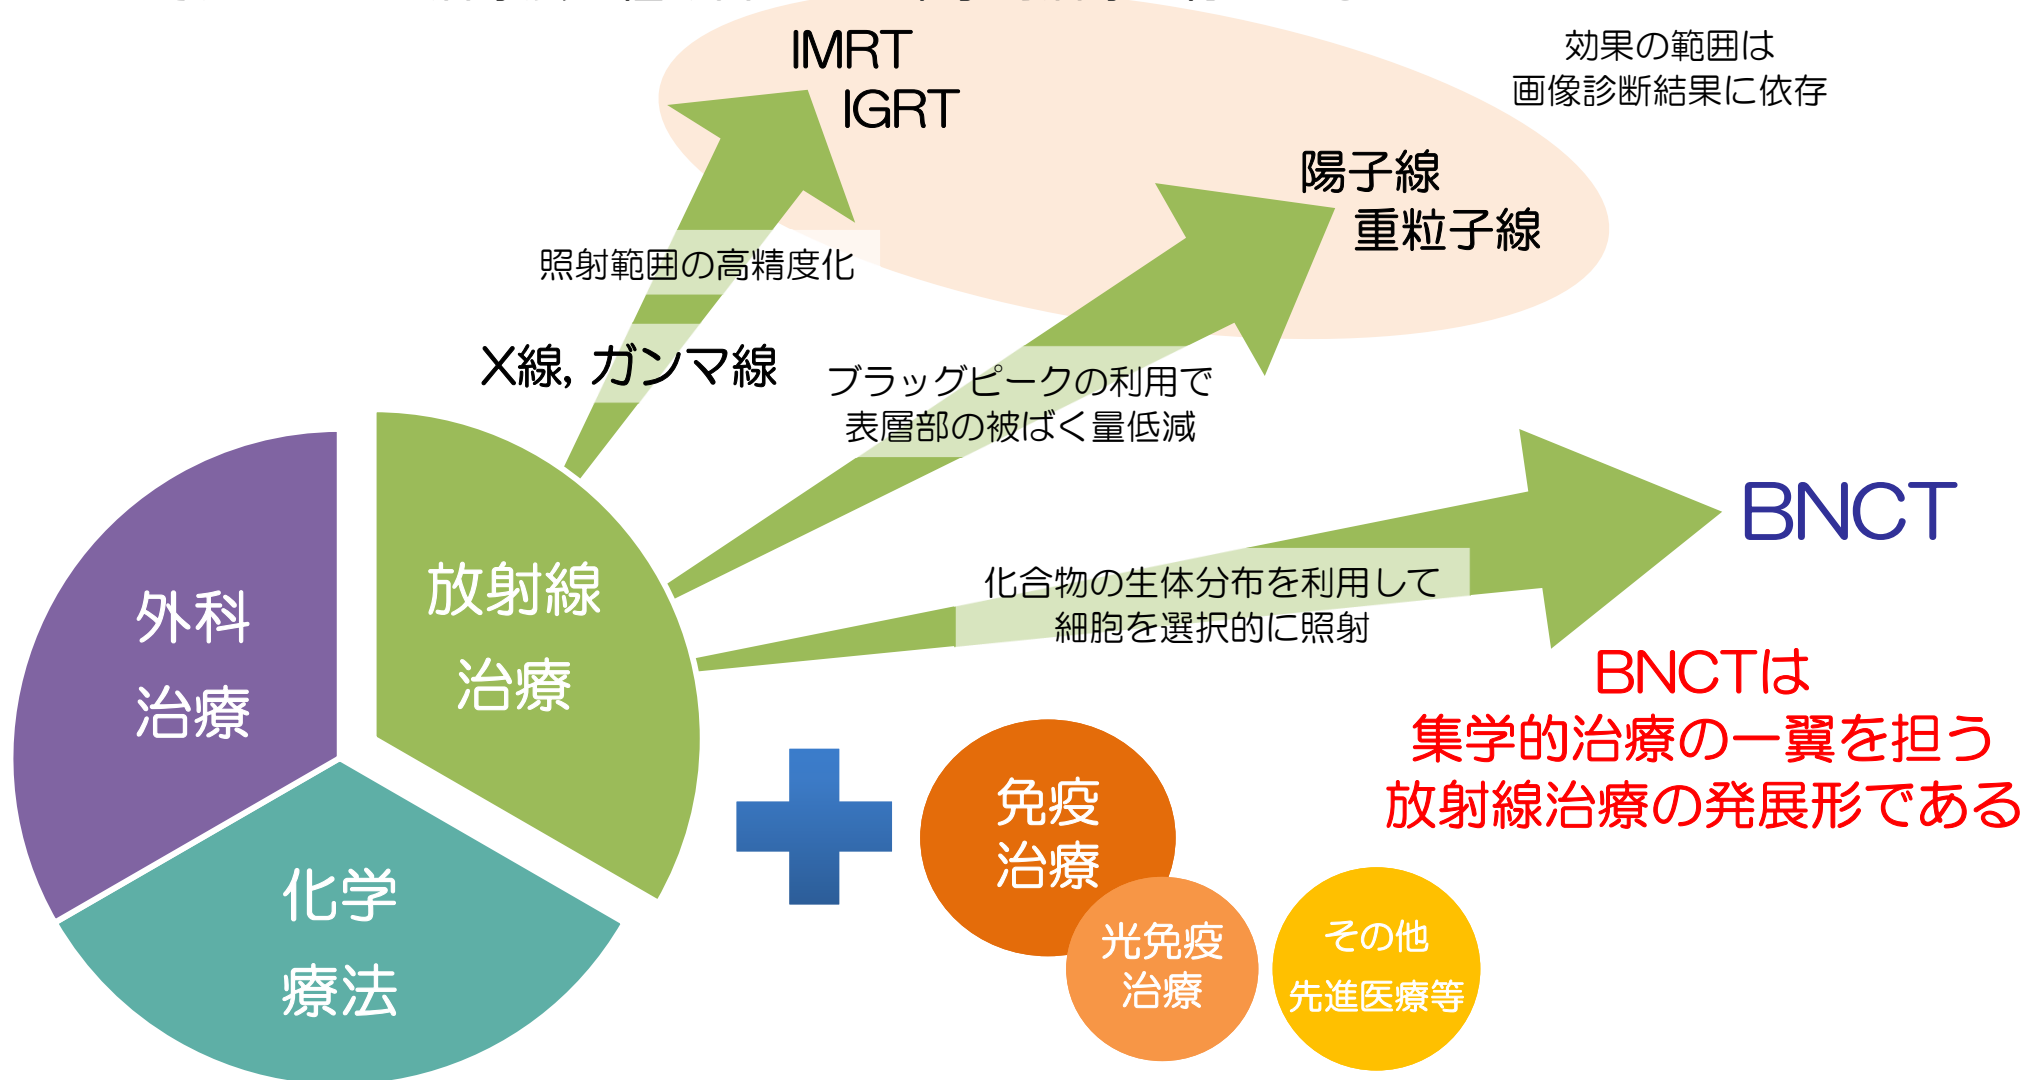 IMRT
IGRT
効果の範囲は
画像診断結果に依存
陽子線
重粒子線
照射範囲の高精度化
X線, ガンマ線
ブラッグピークの利用で
表層部の被ばく量低減
BNCT
化合物の生体分布を利用して
細胞を選択的に照射
放射線
治療
外科
治療
化学
療法
BNCTは
集学的治療の一翼を担う
放射線治療の発展形である
免疫
治療
光免疫
治療
その他
先進医療等